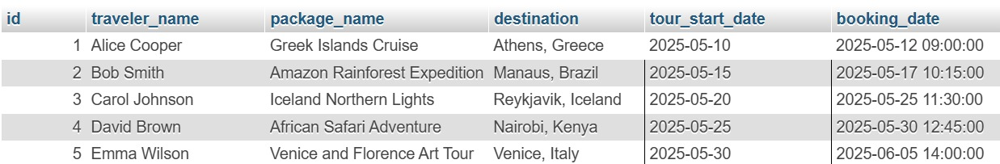 id traveler_name package_name destination tour_start_date booking_date
1 Alice Cooper Greek Islands Cruise Athens, Greece 2025-05-10 2025-05-12 09:00:00
2 Bob Smith Amazon Rainforest Expedition Manaus, Brazil 2025-05-15 2025-05-17 10:15:00
3 Carol Johnson Iceland Northern Lights Reykjavik, Iceland 2025-05-20 2025-05-25 11:30:00
4 David Brown African Safari Adventure Nairobi, Kenya 2025-05-25 2025-05-30 12:45:00
5 Emma Wilson Venice and Florence Art Tour Venice, Italy 2025-05-30 2025-06-05 14:00:00